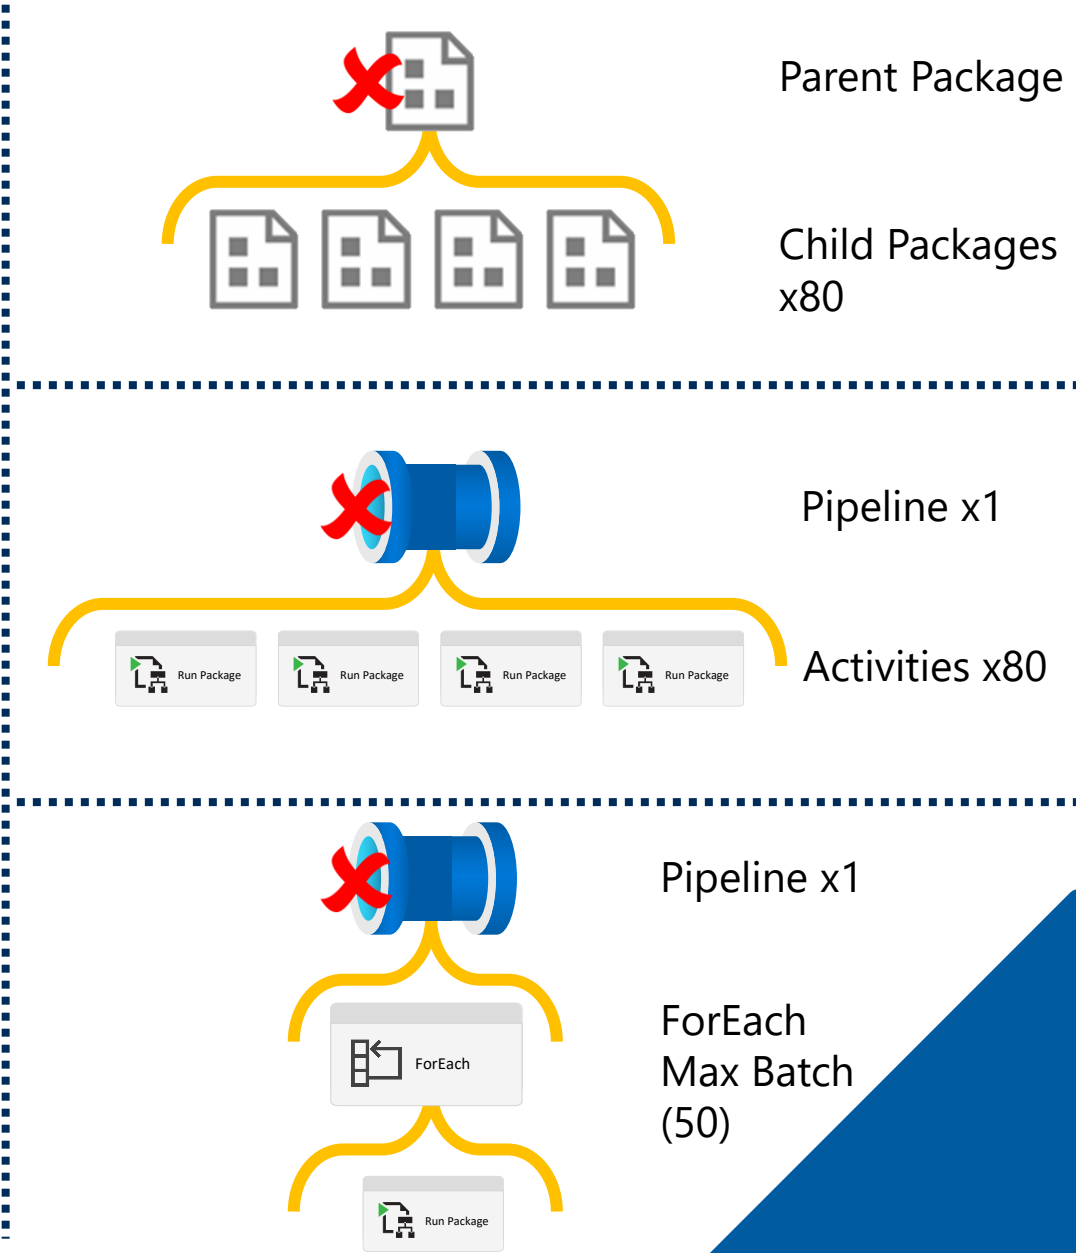 Parent Package
Child Packages
x80
Pipeline x1
Run Package
Run Package
Run Package
Run Package
Activities x80
Pipeline x1
ForEach
ForEach
Max Batch
(50)
Run Package